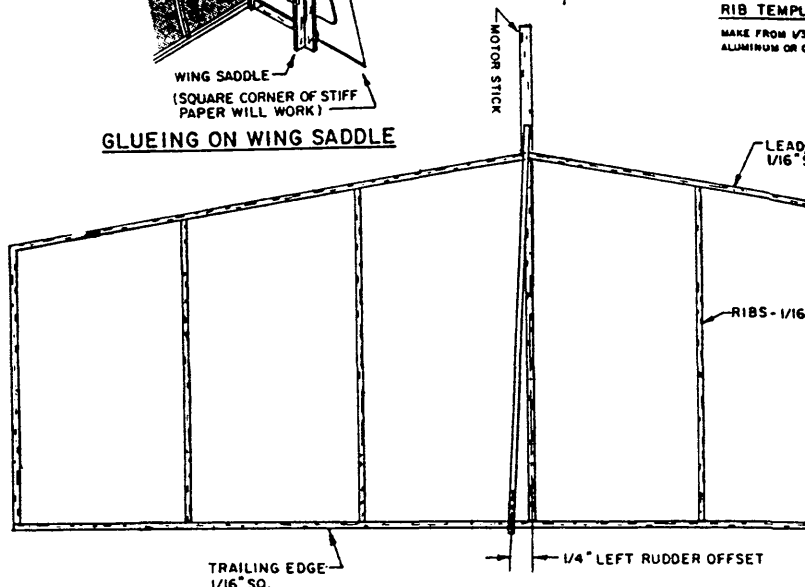 RIB TEMPL
MAKE FROM 1/3
ALUMINUM OR
WING SADDLE
(SQUARE CORNER OF STIFF
PAPER WILL WORK)
GLUEING ON WING SADDLE
MOTOR STICK
LEAD
1/16" S
RIBS - 1/16
TRAILING EDGE
1/16" SQ.
1/4" LEFT RUDDER OFFSET